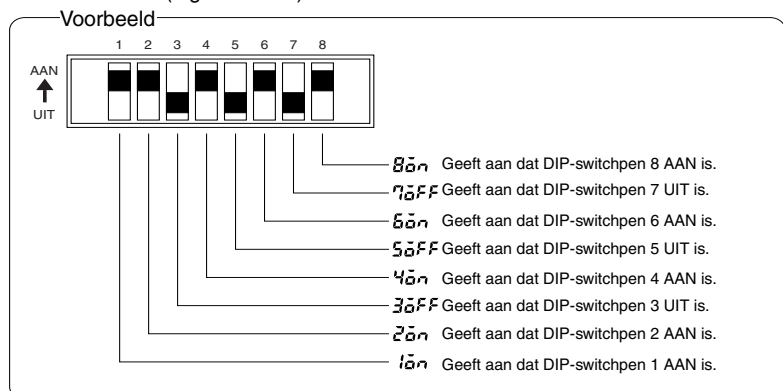 Voorbeeld
1 2 3 4 5 6 7 8
AAN
UIT
8ōn Geeft aan dat DIP-switchpen 8 AAN is.
7ōFF Geeft aan dat DIP-switchpen 7 UIT is.
6ōn Geeft aan dat DIP-switchpen 6 AAN is.
5ōFF Geeft aan dat DIP-switchpen 5 UIT is.
4ōn Geeft aan dat DIP-switchpen 4 AAN is.
3ōFF Geeft aan dat DIP-switchpen 3 UIT is.
2ōn Geeft aan dat DIP-switchpen 2 AAN is.
1ōn Geeft aan dat DIP-switchpen 1 AAN is.